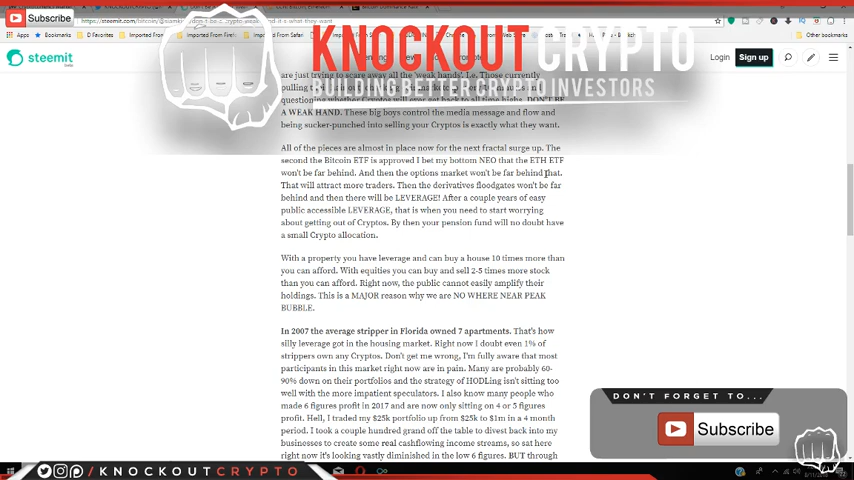 Subscribe
https://steemit.com/bitcoin/
Apps
Favorites
Imported From
Imported From Safari
KNOCKOUT CRYPTO
BUILDING BETTER CRYPTO INVESTORS
steemit
beta
Login
Sign up
are just trying to scare away all the 'weak hands'. I.e. Those currently
A WEAK HAND. These big boys control the media message and flow and
being sucker-punched into selling your Cryptos is exactly what they want.
All of the pieces are almost in place now for the next fractal surge up. The
second the Bitcoin ETF is approved I bet my bottom NEO that the ETH ETF
won't be far behind. And then the options market won't be far behind that.
That will attract more traders. Then the derivatives floodgates won't be far
behind and then there will be LEVERAGE! After a couple years of easy
public accessible LEVERAGE, that is when you need to start worrying
about getting out of Cryptos. By then your pension fund will no doubt have
a small Crypto allocation.
With a property you have leverage and can buy a house 10 times more than
you can afford. With equities you can buy and sell 2-5 times more stock
than you can afford. Right now, the public cannot easily amplify their
holdings. This is a MAJOR reason why we are NO WHERE NEAR PEAK
BUBBLE.
In 2007 the average stripper in Florida owned 7 apartments. That's how
silly leverage got in the housing market. Right now I doubt even 1% of
strippers own any Cryptos. Don't get me wrong, I'm fully aware that most
participants in this market right now are in pain. Many are probably 60-
90% down on their portfolios and the strategy of HODLing isn't sitting too
well with the more impatient speculators. I also know many people who
made 6 figures profit in 2017 and are now only sitting on 4 or 5 figures
profit. Hell, I traded my $25k portfolio up from $25k to $1m in a 4 month
period. I took a couple hundred grand off the table to divest back into my
businesses to create some real cashflowing income streams, so sat here
right now it's looking vastly diminished in the low 6 figures. BUT through
DON'T FORGET TO...
Subscribe
/KNOCKOUTCRYPTO